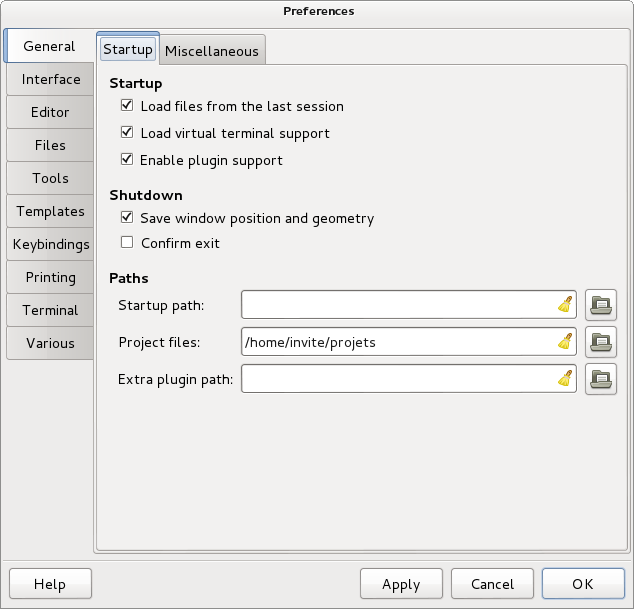 Preferences
General
Interface
Editor
Files
Tools
Templates
Keybindings
Printing
Terminal
Various
Startup Miscellaneous
Startup
Load files from the last session
Load virtual terminal support
Enable plugin support
Shutdown
Save window position and geometry
Confirm exit
Paths
Startup path:
Project files: /home/invite/projets
Extra plugin path:
Help Apply Cancel OK